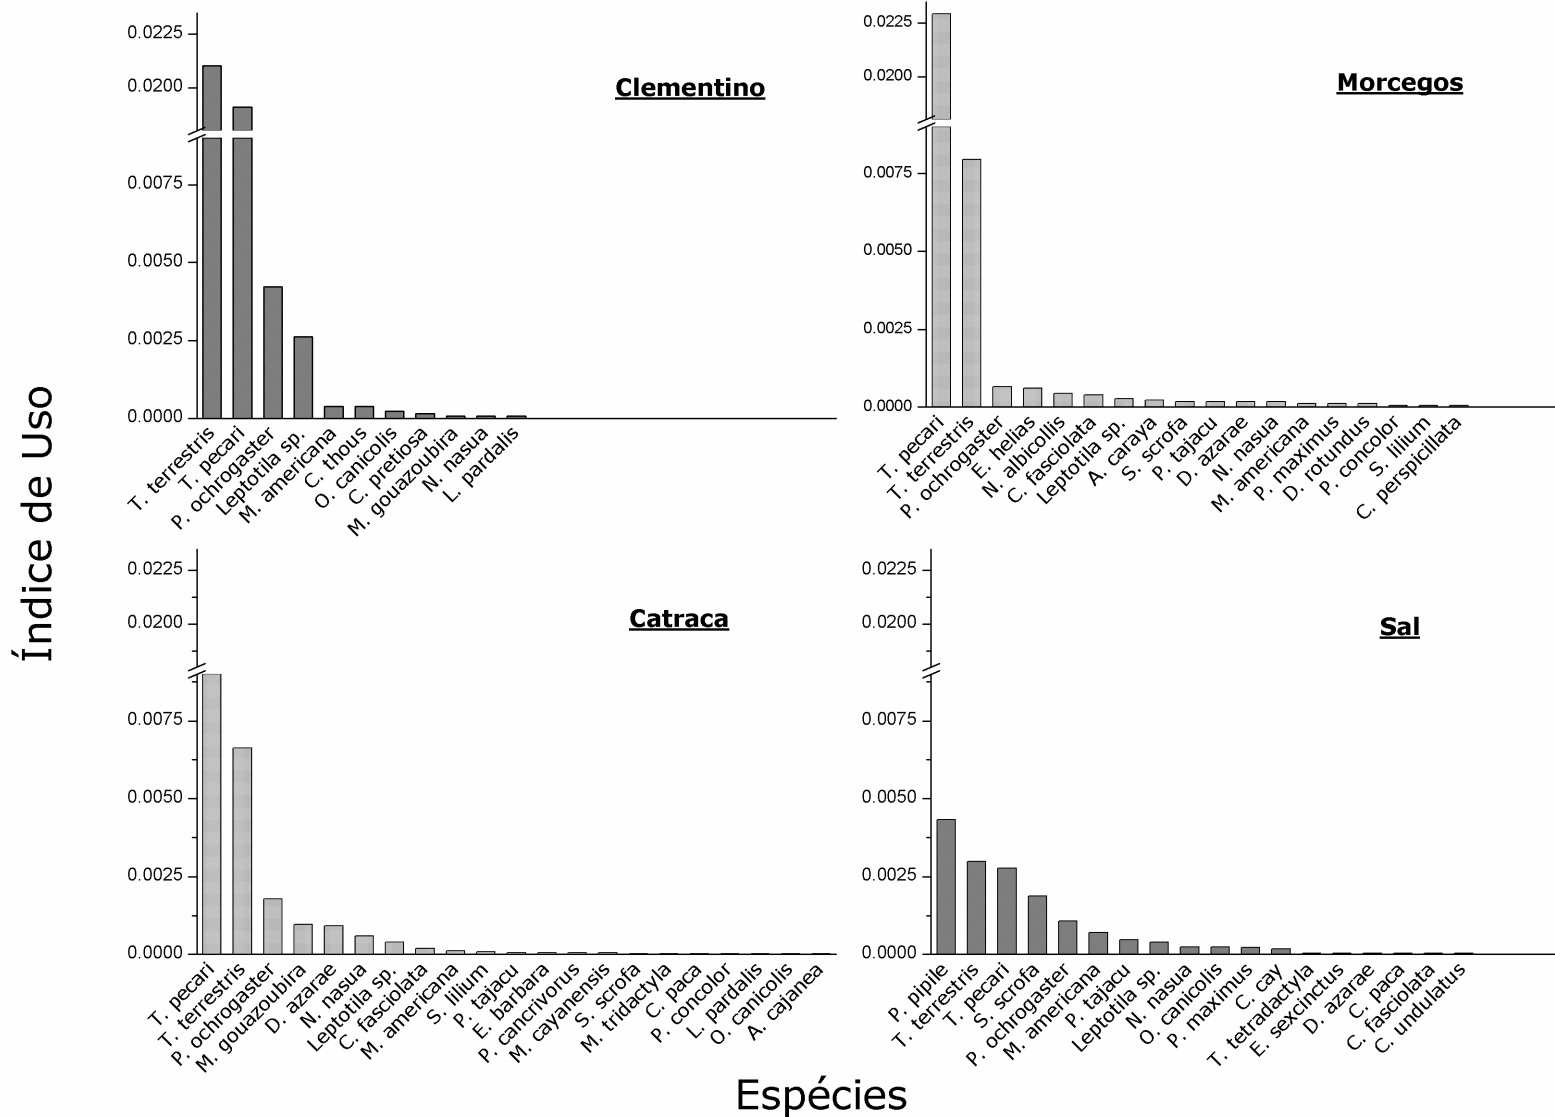 Índice de Uso
Clementino
0.0225
0.0200
0.0075
0.0050
0.0025
0.0000
T. terrestris
T. pecari
P. ochrogaster
Leptotila sp.
M. americana
C. thous
O. canicolis
C. pretiosa
M. gouazoubira
N. nasua
L. pardalis
Morcegos
0.0225
0.0200
0.0075
0.0050
0.0025
0.0000
T. pecari
T. terrestris
P. ochrogaster
E. helias
N. albicollis
C. fasciolata
Leptotila sp.
A. caraya
S. scrofa
P. tajacu
D. azarae
N. nasua
M. americana
P. maximus
D. rotundus
P. concolor
S. lilium
C. perspicillata
Catraca
0.0225
0.0200
0.0075
0.0050
0.0025
0.0000
T. pecari
T. terrestris
P. ochrogaster
M. gouazoubira
D. azarae
N. nasua
Leptotila sp.
C. fasciolata
M. americana
S. lilium
P. tajacu
E. barbara
P. cancrivorus
M. cayanensis
S. scrofa
M. tridactyla
C. paca
P. concolor
L. pardalis
O. canicolis
A. cajanea
Sal
0.0225
0.0200
0.0075
0.0050
0.0025
0.0000
P. pipile
T. terrestris
T. pecari
S. scrofa
P. ochrogaster
M. americana
P. tajacu
Leptotila sp.
N. nasua
O. canicolis
P. maximus
C. cay
T. tetradactyla
E. sexcinctus
D. azarae
C. paca
C. fasciolata
C. undulatus
Espécies